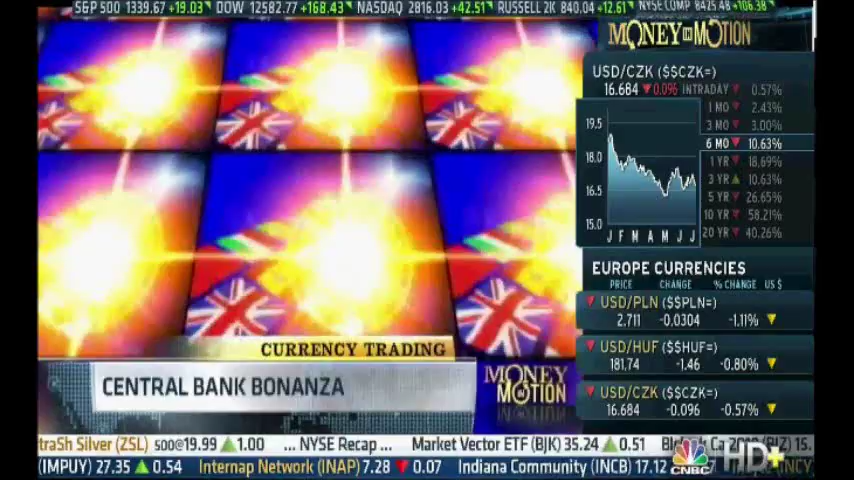 S&P 500 1339.67 +19.03 DOW 12582.77 +168.43 NASDAQ 2816.03 +42.51 RUSSELL 2K 840.04 +12.61 NYSE COMP 8425.48 +106.38
MONEY IN MOTION
USD/CZK ($$CZK=)
16.684 ▼0.096 INTRADAY ▼ 0.57%
1 MO ▼ 2.43%
3 MO ▼ 3.00%
6 MO ▼ 10.63%
1 YR ▼ 18.69%
3 YR ▲ 10.63%
5 YR ▼ 26.65%
10 YR ▼ 58.21%
20 YR ▼ 40.26%
19.5
18.0
16.5
15.0
J F M A M J J
EUROPE CURRENCIES
PRICE CHANGE % CHANGE US $
▼ USD/PLN ($$PLN=)
2.711 -0.0304 -1.11% ▼
▼ USD/HUF ($$HUF=)
181.74 -1.46 -0.80% ▼
▼ USD/CZK ($$CZK=)
16.684 -0.096 -0.57% ▼
CURRENCY TRADING
CENTRAL BANK BONANZA
MONEY IN MOTION
traSh Silver (ZSL) 500@19.99 ▲1.00 ... NYSE Recap ... Market Vector ETF (BJK) 35.24 ▲0.51
(IMPUY) 27.35 ▲0.54 Internap Network (INAP) 7.28 ▼0.07 Indiana Community (INCB) 17.12
CNBC HD+